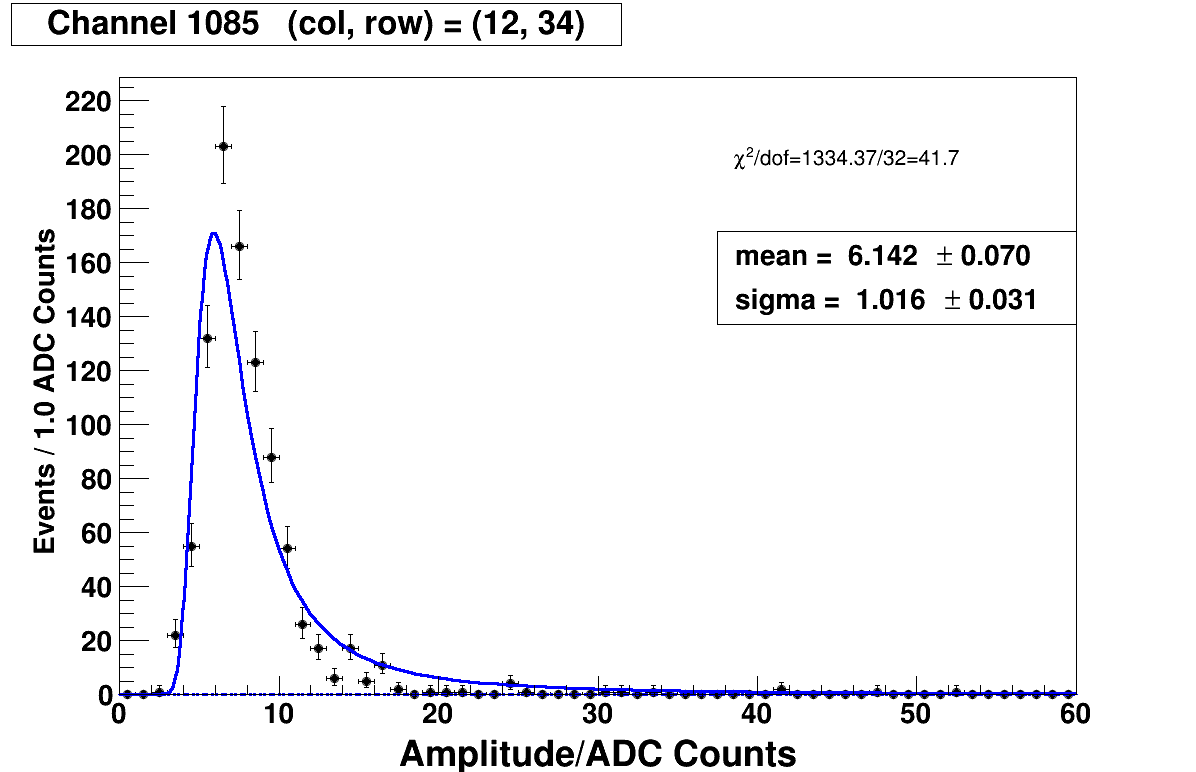 Channel 1085 (col, row) = (12, 34)
220
200
180
160
140
120
100
80
60
40
20
0
Events / 1.0 ADC Counts
χ²/dof=1334.37/32=41.7
mean = 6.142 ± 0.070
sigma = 1.016 ± 0.031
0 10 20 30 40 50 60
Amplitude/ADC Counts